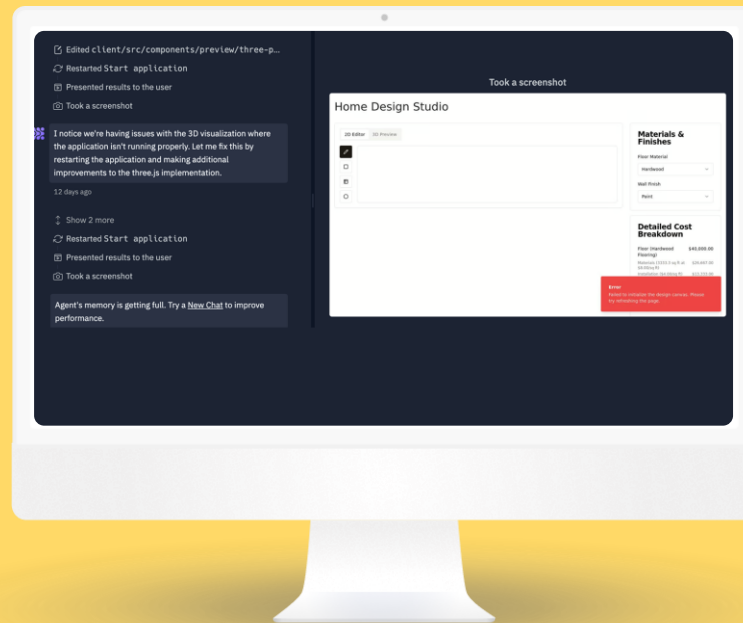 Edited client/src/components/preview/three-p...
Restarted Start application
Presented results to the user
Took a screenshot
I notice we're having issues with the 3D visualization where
the application isn't running properly. Let me fix this by
restarting the application and making additional
improvements to the three.js implementation.
12 days ago
Show 2 more
Restarted Start application
Presented results to the user
Took a screenshot
Agent's memory is getting full. Try a New Chat to improve
performance.
Took a screenshot
Home Design Studio
2D Editor 3D Preview
Materials &
Finishes
Floor Material
Hardwood
Wall Finish
Paint
Detailed Cost
Breakdown
Floor (Hardwood
Flooring)
Error
Failed to initialize the design canvas. Please
try refreshing the page.